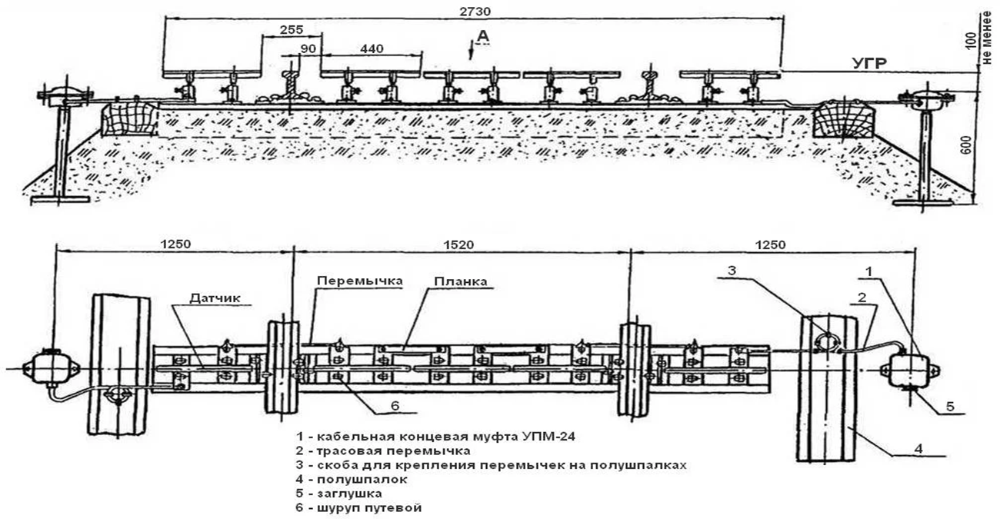 2730
255
90
440
А
УГР
100
не менее
600
1250
1520
1250
Перемычка
Планка
Датчик
3
1
2
6
5
4
1 - кабельная концевая муфта УПМ-24
2 - трасовая перемычка
3 - скоба для крепления перемычек на полушпалках
4 - полушпалок
5 - заглушка
6 - шуруп путевой